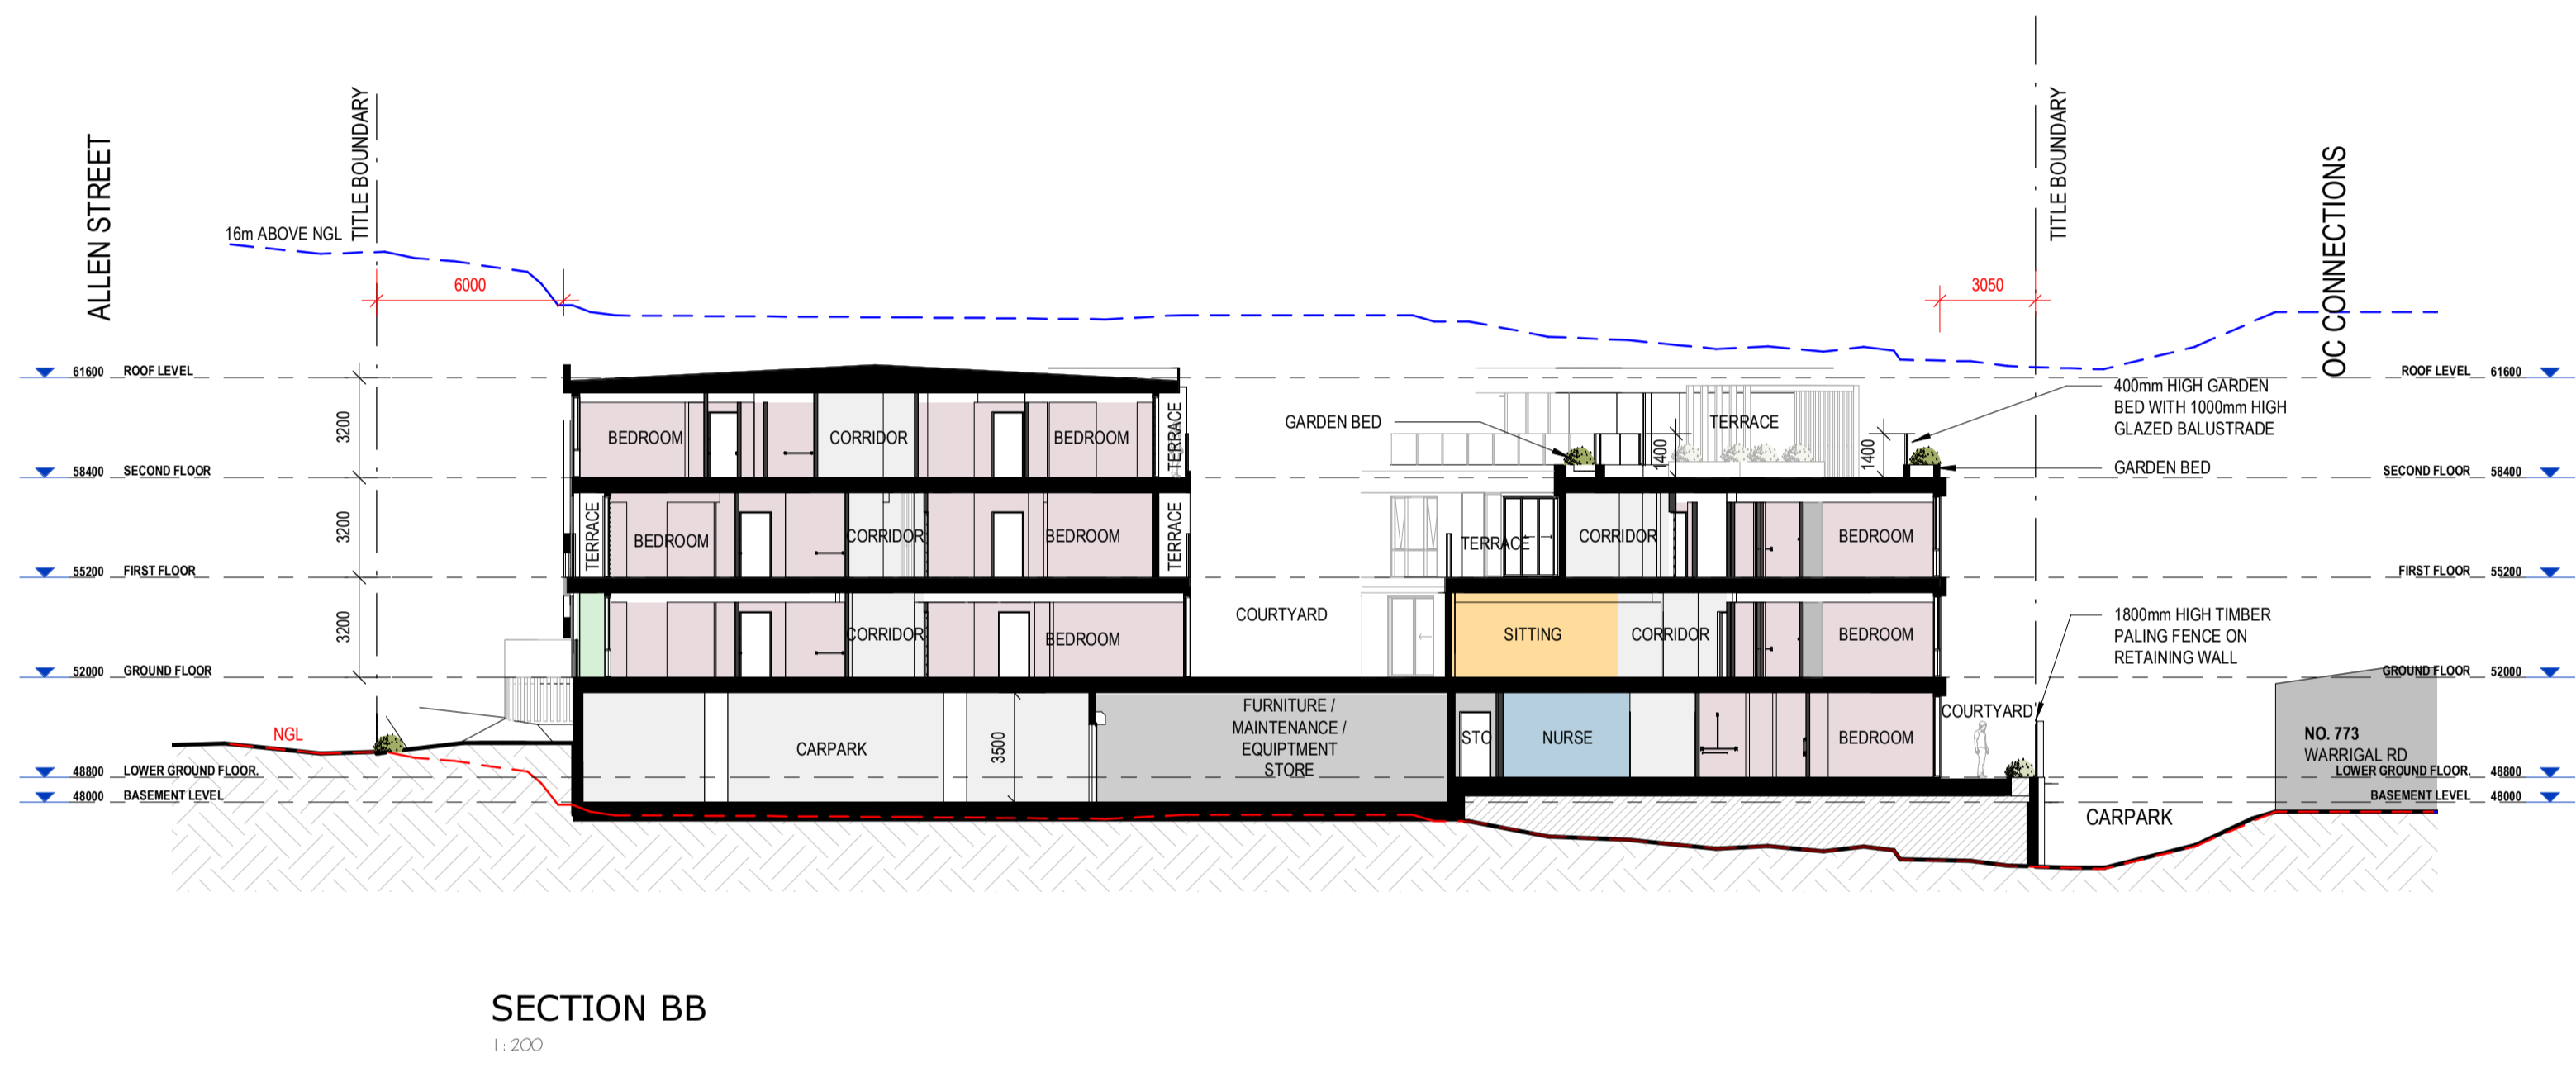 ALLEN STREET
TITLE BOUNDARY
TITLE BOUNDARY
OC CONNECTIONS
16m ABOVE NGL
6000
3050
61600 ROOF LEVEL
ROOF LEVEL 61600
400mm HIGH GARDEN
BED WITH 1000mm HIGH
GLAZED BALUSTRADE
3200
BEDROOM
CORRIDOR
BEDROOM
TERRACE
GARDEN BED
1400
TERRACE
1400
GARDEN BED
58400 SECOND FLOOR
SECOND FLOOR 58400
3200
TERRACE
BEDROOM
CORRIDOR
BEDROOM
TERRACE
TERRACE
CORRIDOR
BEDROOM
55200 FIRST FLOOR
FIRST FLOOR 55200
3200
CORRIDOR
BEDROOM
COURTYARD
SITTING
CORRIDOR
BEDROOM
1800mm HIGH TIMBER
PALING FENCE ON
RETAINING WALL
52000 GROUND FLOOR
GROUND FLOOR 52000
NGL
CARPARK
3500
FURNITURE /
MAINTENANCE /
EQUIPTMENT
STORE
STO
NURSE
BEDROOM
COURTYARD
NO. 773
WARRIGAL RD
48800 LOWER GROUND FLOOR.
LOWER GROUND FLOOR. 48800
48000 BASEMENT LEVEL
BASEMENT LEVEL 48000
CARPARK
SECTION BB
1 : 200